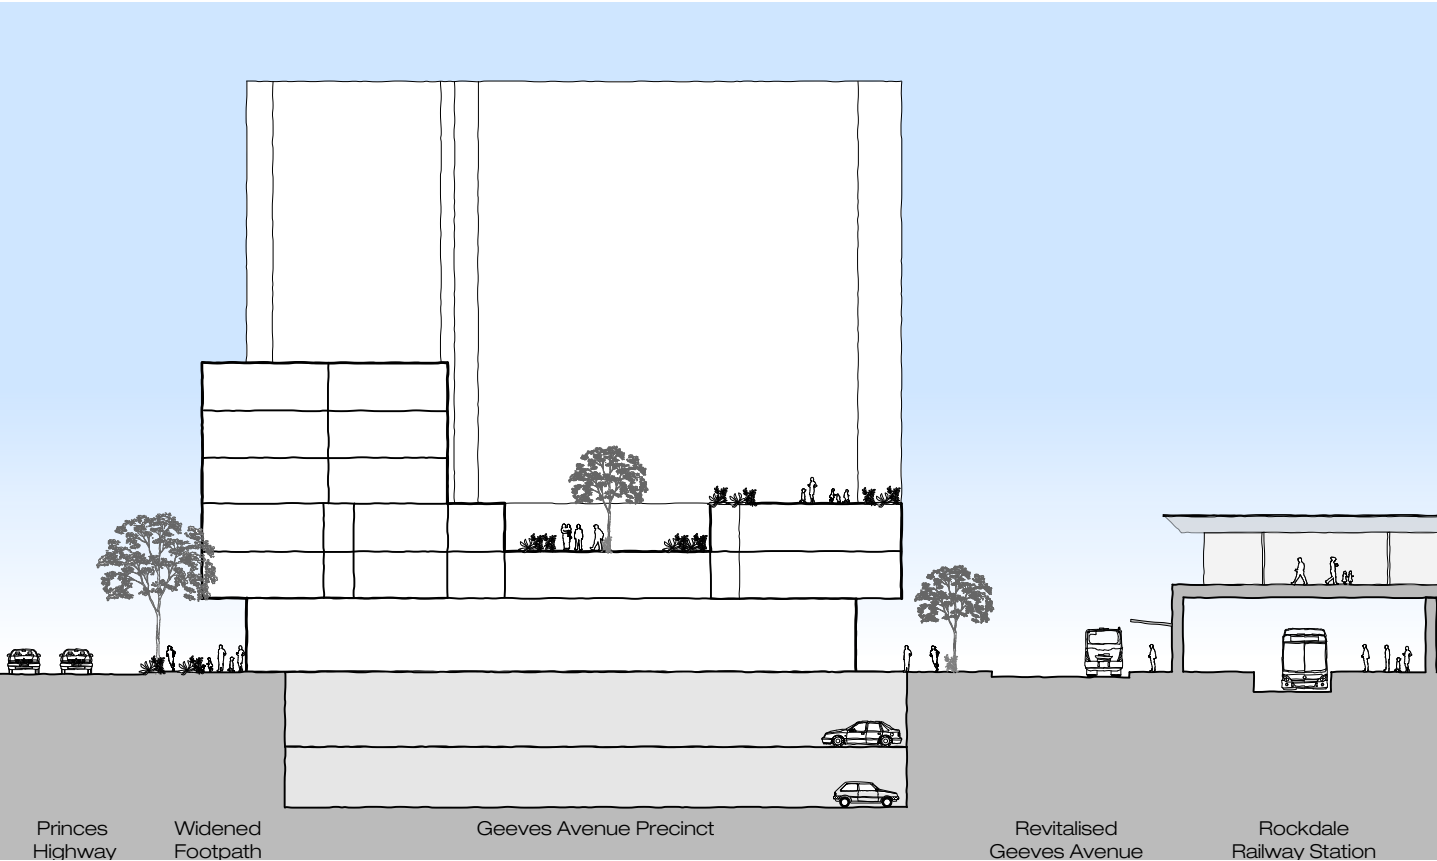 Princes
Highway
Widened
Footpath
Geeves Avenue Precinct
Revitalised
Geeves Avenue
Rockdale
Railway Station